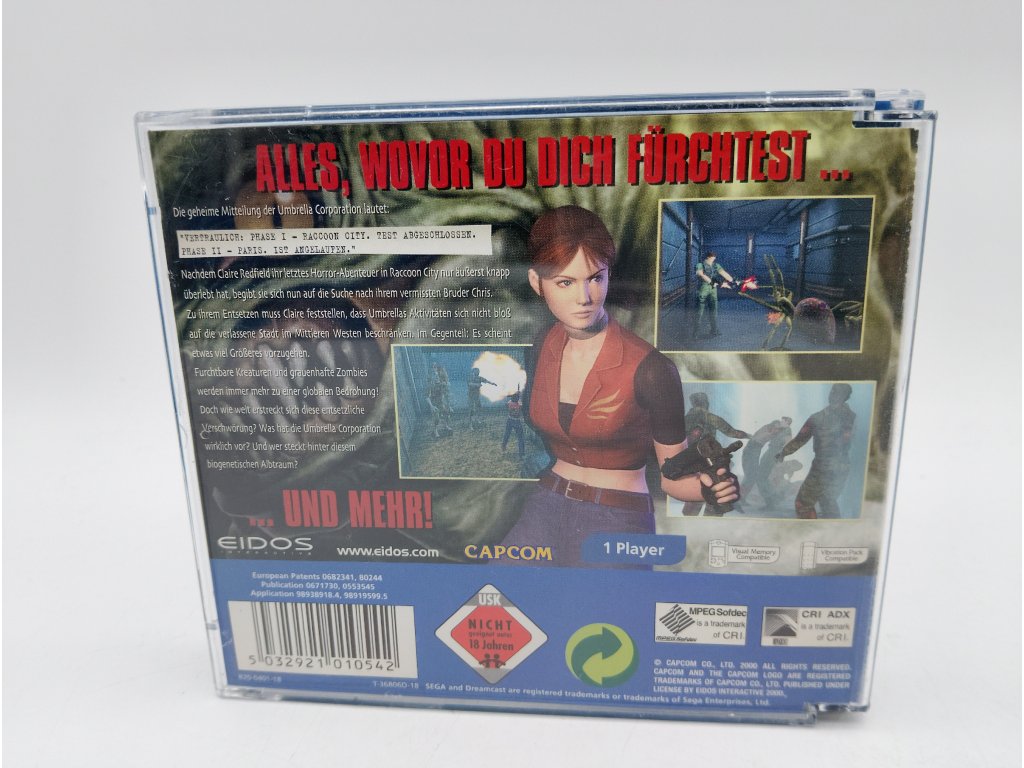 ALLES, WOVOR DU DICH FÜRCHTEST ...
Die geheime Mitteilung der Umbrella Corporation lautet:
"VERTRAULICH: PHASE I - RACCOON CITY. TEST ABGESCHLOSSEN.
PHASE II - PARIS. IST ANGELAUFEN."
Nachdem Claire Redfield ihr letztes Horror-Abenteuer in Raccoon City nur äußerst knapp
überlebt hat, begibt sie sich nun auf die Suche nach ihrem vermissten Bruder Chris.
Zu ihrem Entsetzen muss Claire feststellen, dass Umbrellas Aktivitäten sich nicht bloß
auf die verlassene Stadt im Mittleren Westen beschränken. Im Gegenteil: Es scheint
etwas viel Größeres vorzugehen.
Furchtbare Kreaturen und grauenhafte Zombies
werden immer mehr zu einer globalen Bedrohung!
Doch wie weit erstreckt sich diese entsetzliche
Verschwörung? Was hat die Umbrella Corporation
wirklich vor? Und wer steckt hinter diesem
biogenetischen Albtraum?
... UND MEHR!
EIDOS
INTERACTIVE
www.eidos.com
CAPCOM
1 Player
Visual Memory
Compatible
Vibration Pack
Compatible
European Patents 0682341, 80244
Publication 0671730, 0553545
Application 98938918.4, 98919599.5
5 032921 010542
820-0401-18
T-36806D-18
USK
NICHT
geeignet unter
18 Jahren
MPEG Sofdec
is a trademark
of CRI.
MPEG Sofdec
CRI ADX
is a trademark
of CRI.
© CAPCOM CO., LTD. 2000 ALL RIGHTS RESERVED.
CAPCOM AND THE CAPCOM LOGO ARE REGISTERED
TRADEMARKS OF CAPCOM CO., LTD. PUBLISHED UNDER
LICENSE BY EIDOS INTERACTIVE 2000.
SEGA and Dreamcast are registered trademarks or trademarks of Sega Enterprises, Ltd.